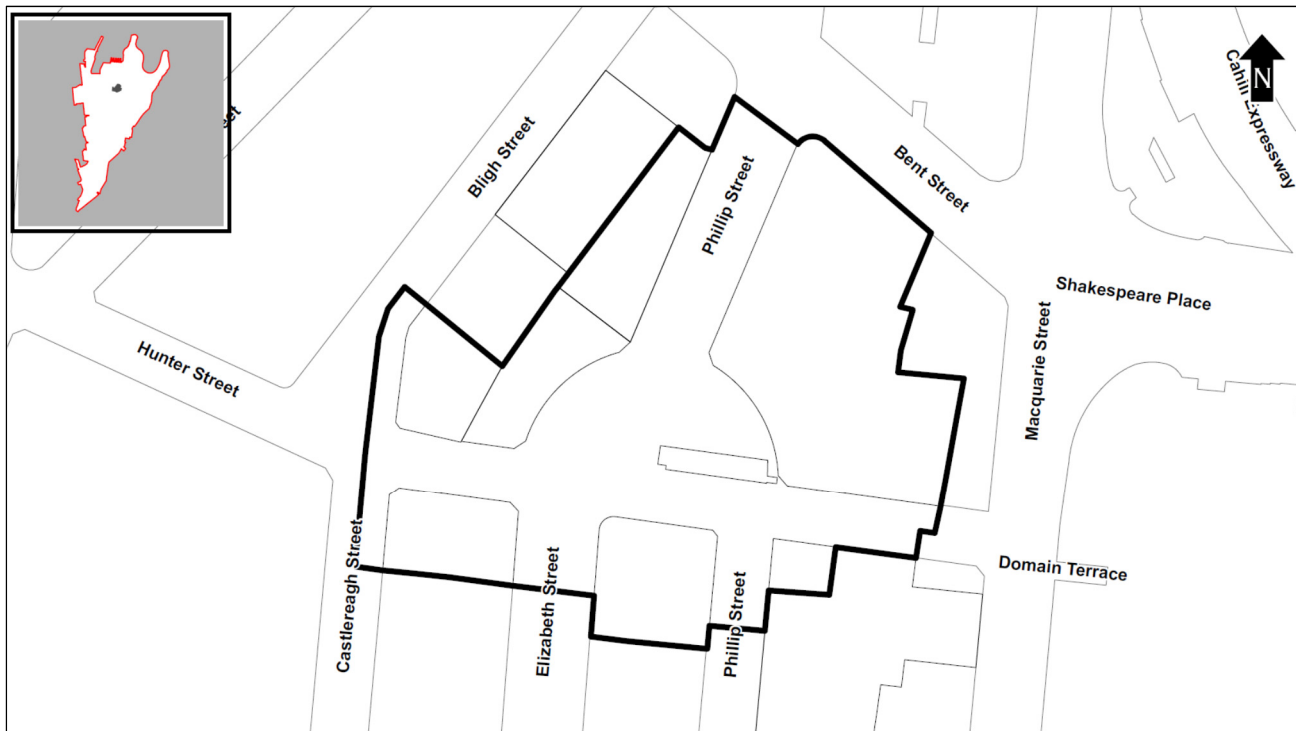 N
Cahill Expressway
eet
Bligh Street
Bent Street
Phillip Street
Shakespeare Place
Hunter Street
Macquarie Street
Castlereagh Street
Elizabeth Street
Phillip Street
Domain Terrace